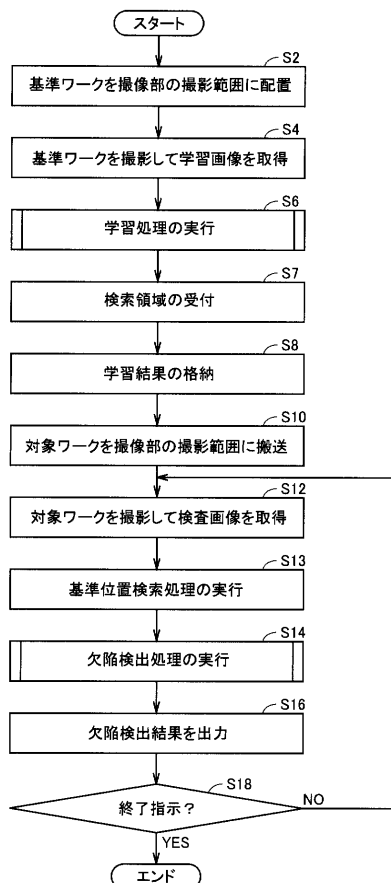 スタート
S2
基準ワークを撮像部の撮影範囲に配置
S4
基準ワークを撮影して学習画像を取得
S6
学習処理の実行
S7
検索領域の受付
S8
学習結果の格納
S10
対象ワークを撮像部の撮影範囲に搬送
S12
対象ワークを撮影して検査画像を取得
S13
基準位置検索処理の実行
S14
欠陥検出処理の実行
S16
欠陥検出結果を出力
S18
終了指示？
NO
YES
エンド